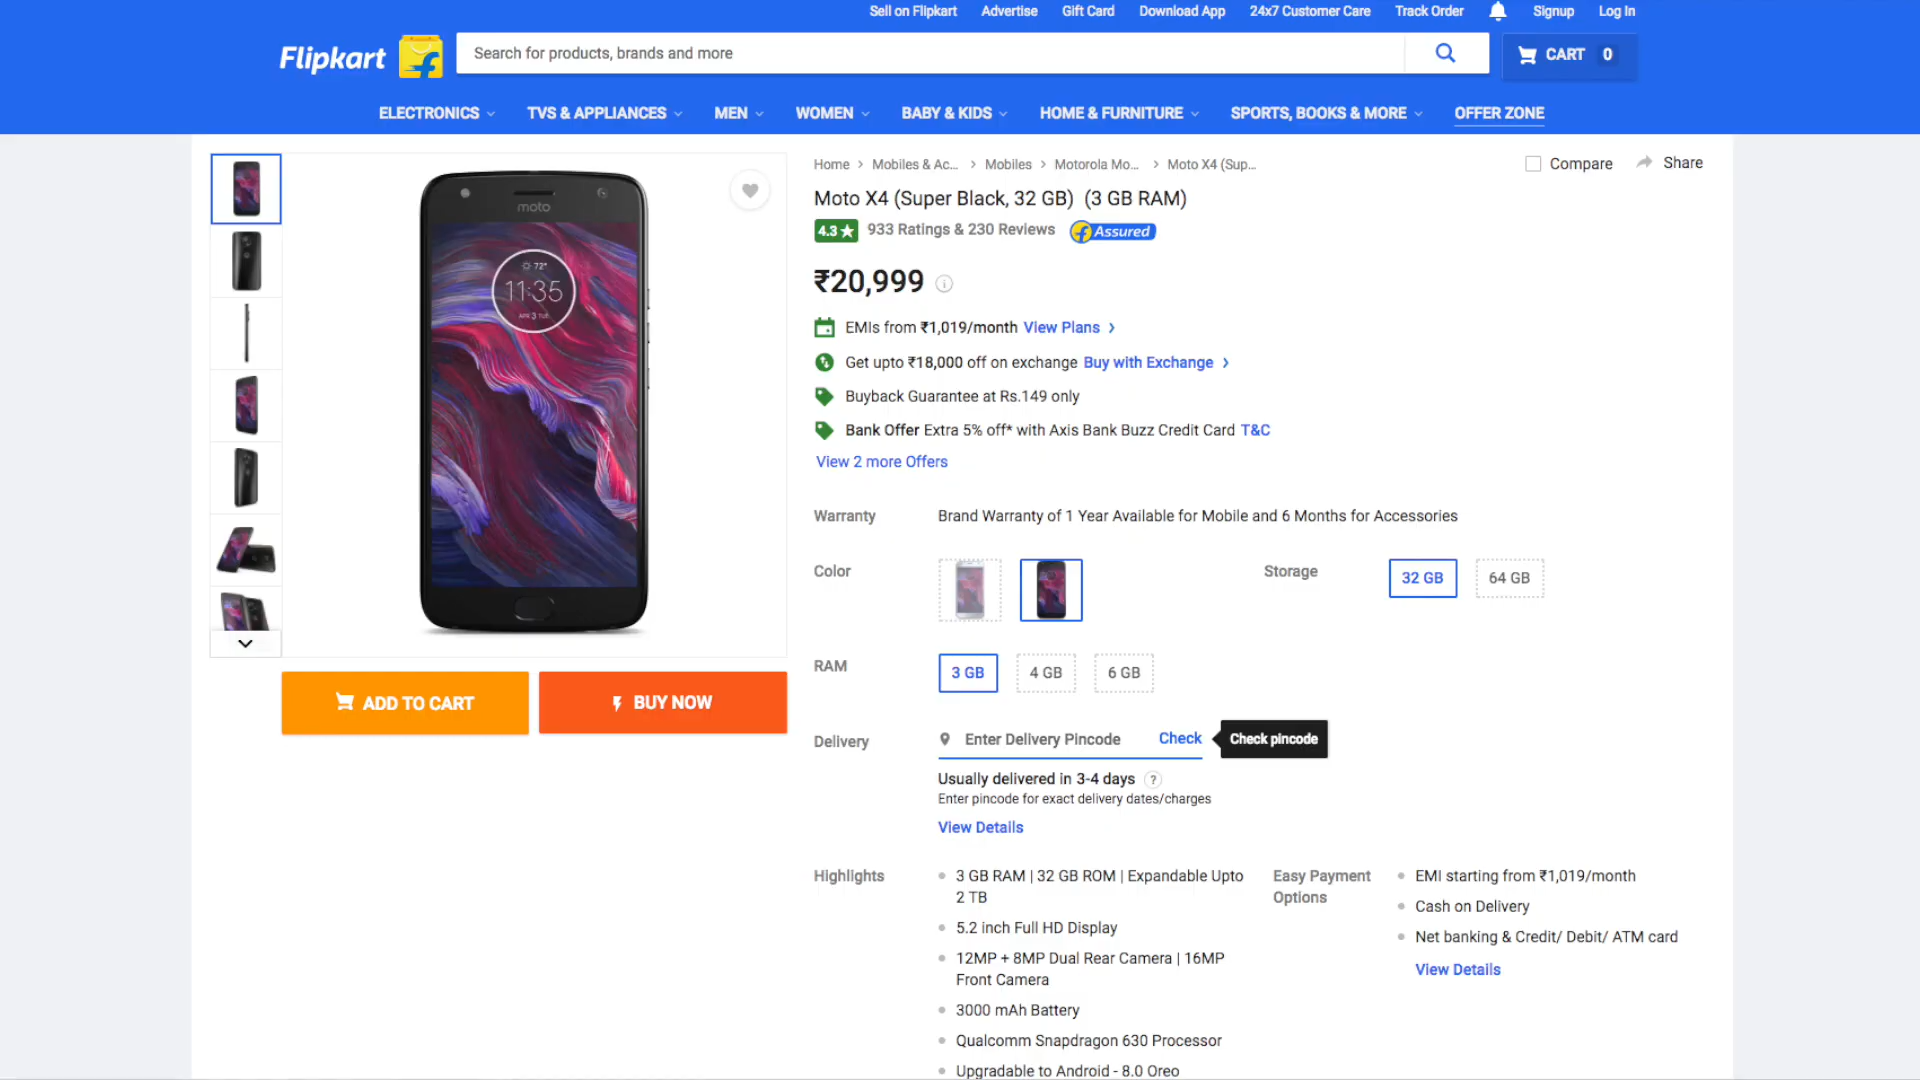 Sell on Flipkart Advertise Gift Card Download App 24x7 Customer Care Track Order Signup Log In
Flipkart
Search for products, brands and more
CART 0
ELECTRONICS TVS & APPLIANCES MEN WOMEN BABY & KIDS HOME & FURNITURE SPORTS, BOOKS & MORE OFFER ZONE
Home > Mobiles & Ac... > Mobiles > Motorola Mo... > Moto X4 (Sup...
Compare Share
Moto X4 (Super Black, 32 GB) (3 GB RAM)
4.3★ 933 Ratings & 230 Reviews Assured
₹20,999
EMIs from ₹1,019/month View Plans >
Get upto ₹18,000 off on exchange Buy with Exchange >
Buyback Guarantee at Rs.149 only
Bank Offer Extra 5% off* with Axis Bank Buzz Credit Card T&C
View 2 more Offers
moto
72°
11:35
APR 3 TUE
ADD TO CART
BUY NOW
Warranty Brand Warranty of 1 Year Available for Mobile and 6 Months for Accessories
Color
Storage 32 GB 64 GB
RAM 3 GB 4 GB 6 GB
Delivery Enter Delivery Pincode Check Check pincode
Usually delivered in 3-4 days ?
Enter pincode for exact delivery dates/charges
View Details
Highlights
3 GB RAM | 32 GB ROM | Expandable Upto
2 TB
5.2 inch Full HD Display
12MP + 8MP Dual Rear Camera | 16MP
Front Camera
3000 mAh Battery
Qualcomm Snapdragon 630 Processor
Upgradable to Android - 8.0 Oreo
Easy Payment
Options
EMI starting from ₹1,019/month
Cash on Delivery
Net banking & Credit/ Debit/ ATM card
View Details